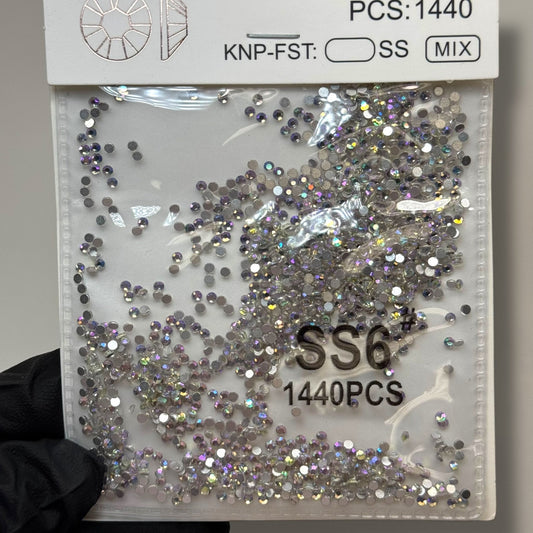 PCS:1440
KNP-FST: SS MIX
SS6#
1440PCS